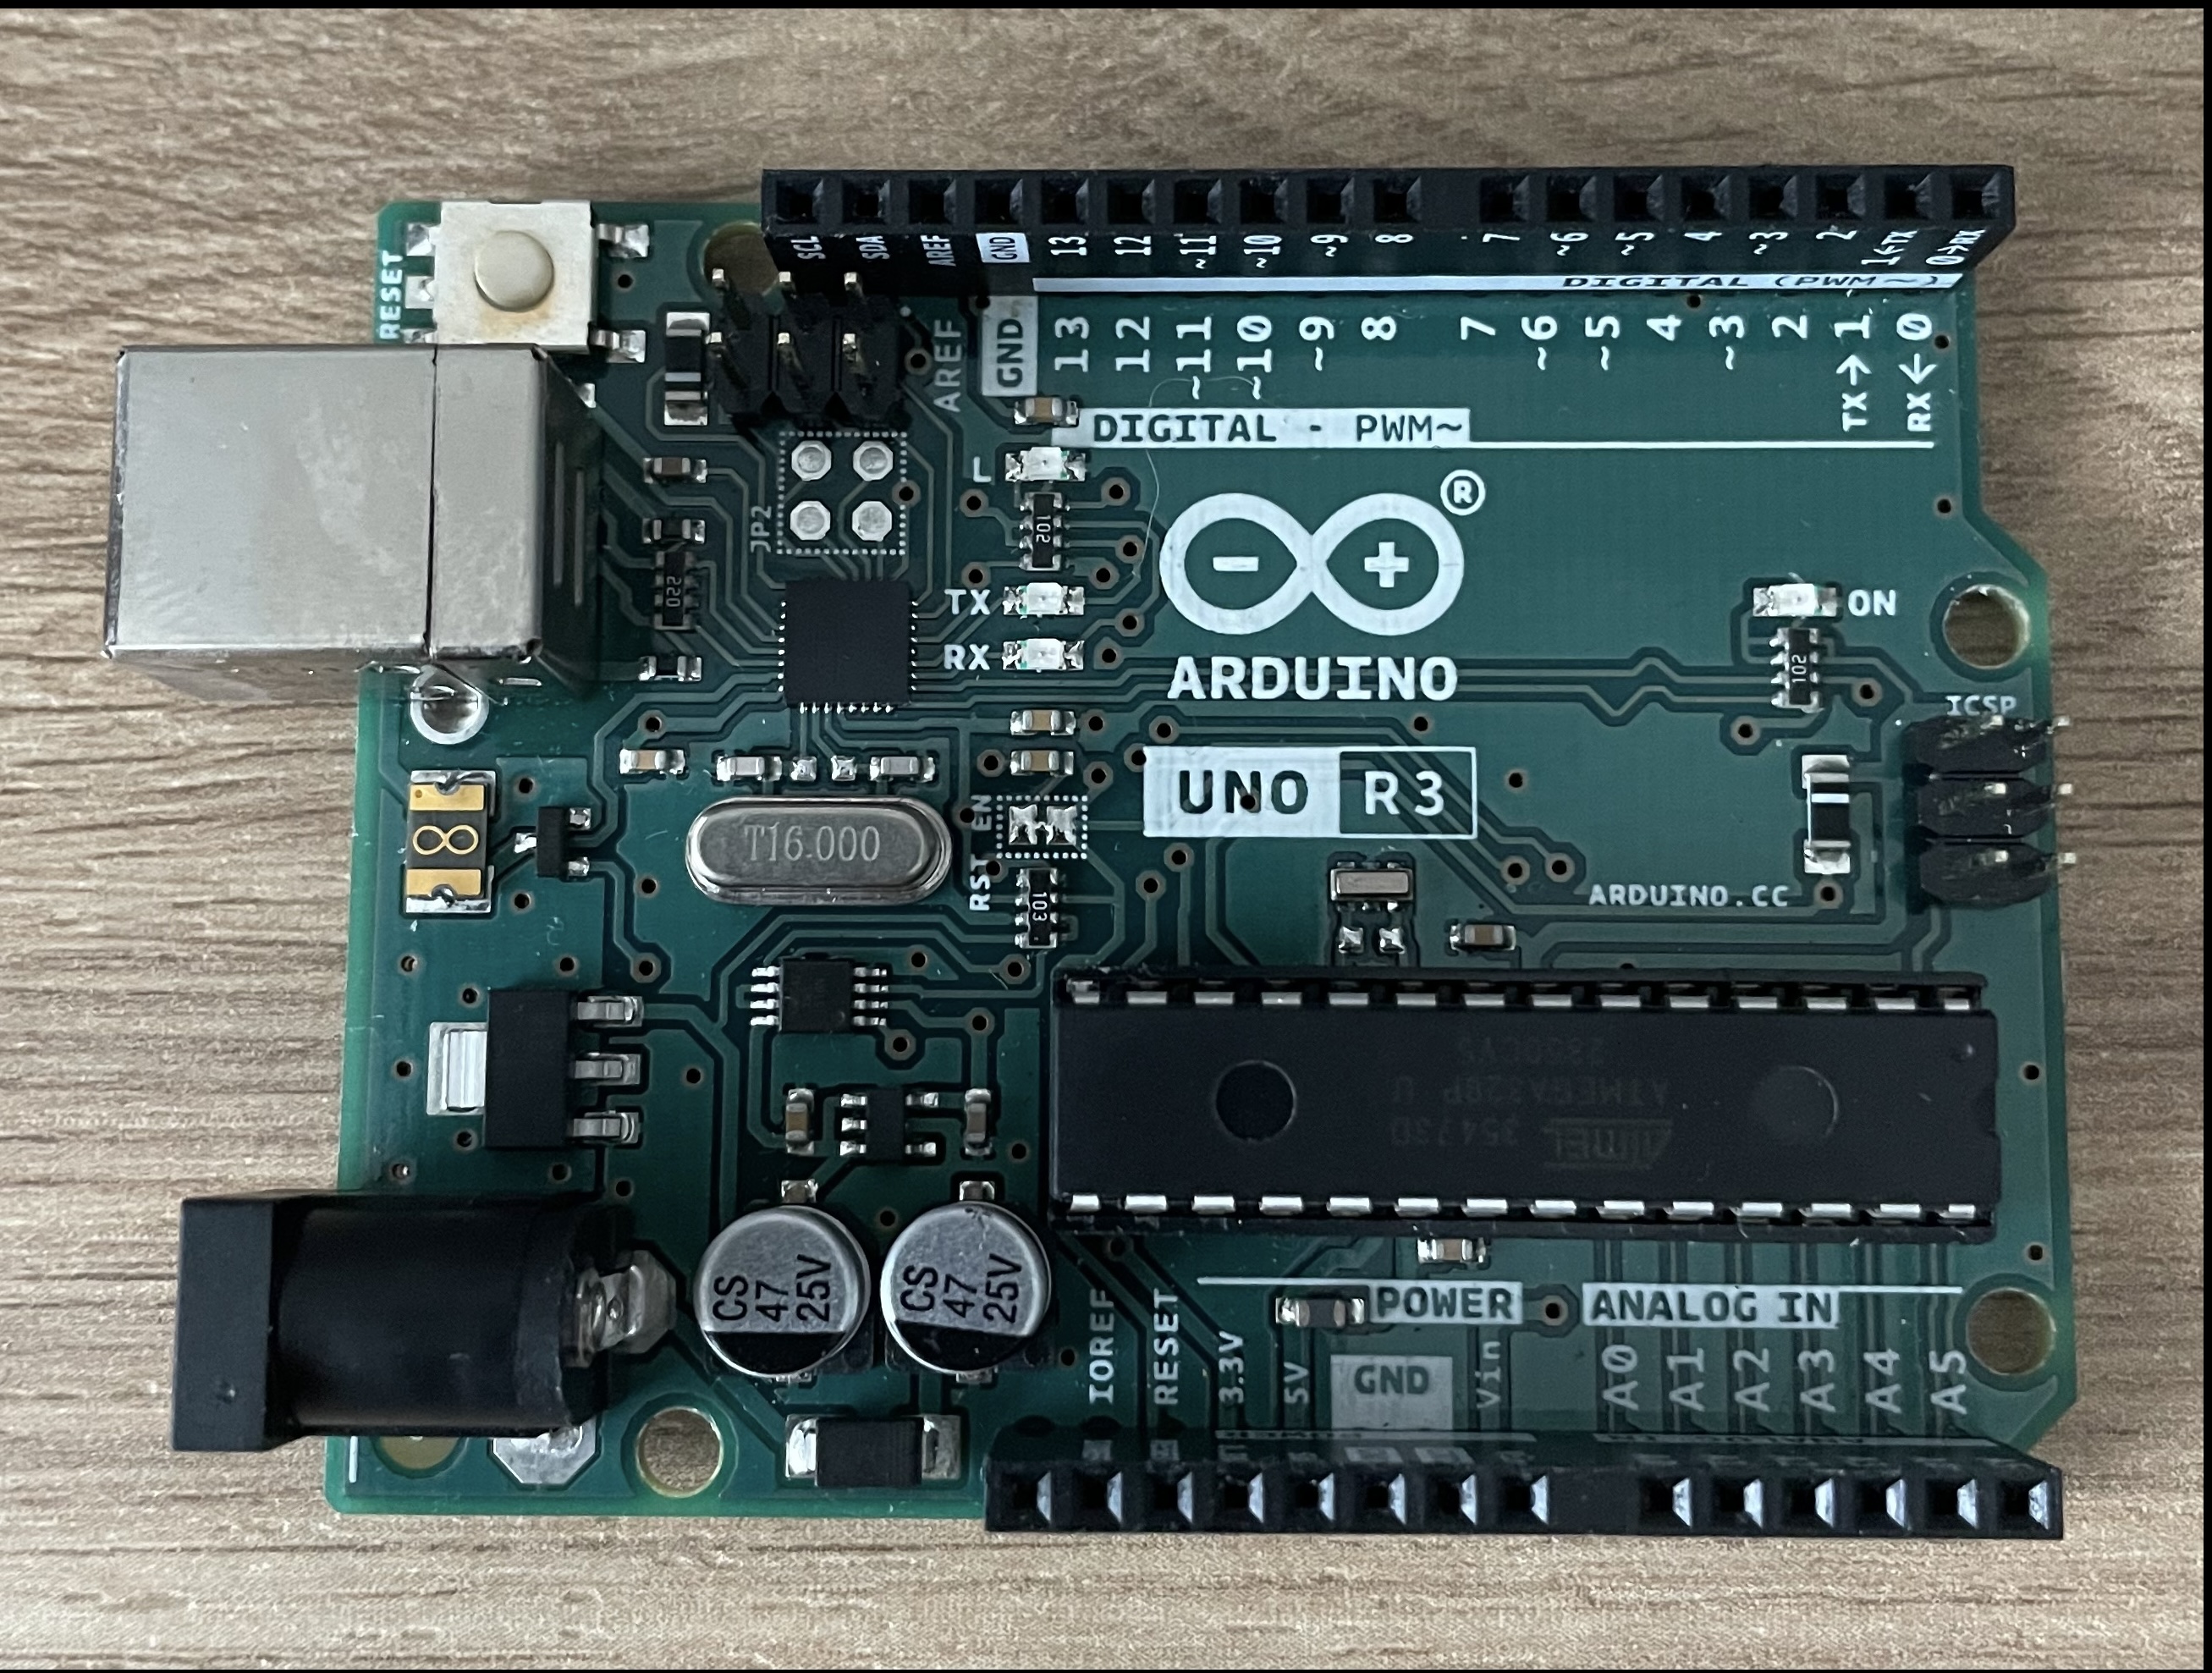 SCL SDA AREF GND 13 12 ~11 ~10 ~9 8 7 ~6 ~5 4 ~3 2 1→TX 0→RX
DIGITAL (PWM~)
RESET
AREF GND 13 12 ~11 ~10 ~9 8 7 ~6 ~5 4 ~3 2 TX→1 RX←0
DIGITAL - PWM~
L
®
JP2
102
220
TX
ON
RX
102
ARDUINO
ICSP
UNO R3
T16.000
RST EN
ARDUINO.CC
103
ATMEGA328P U
35473D
ATMEL
CS
47
25V
CS
47
25V
POWER
ANALOG IN
IOREF RESET 3.3V 5V GND Vin A0 A1 A2 A3 A4 A5